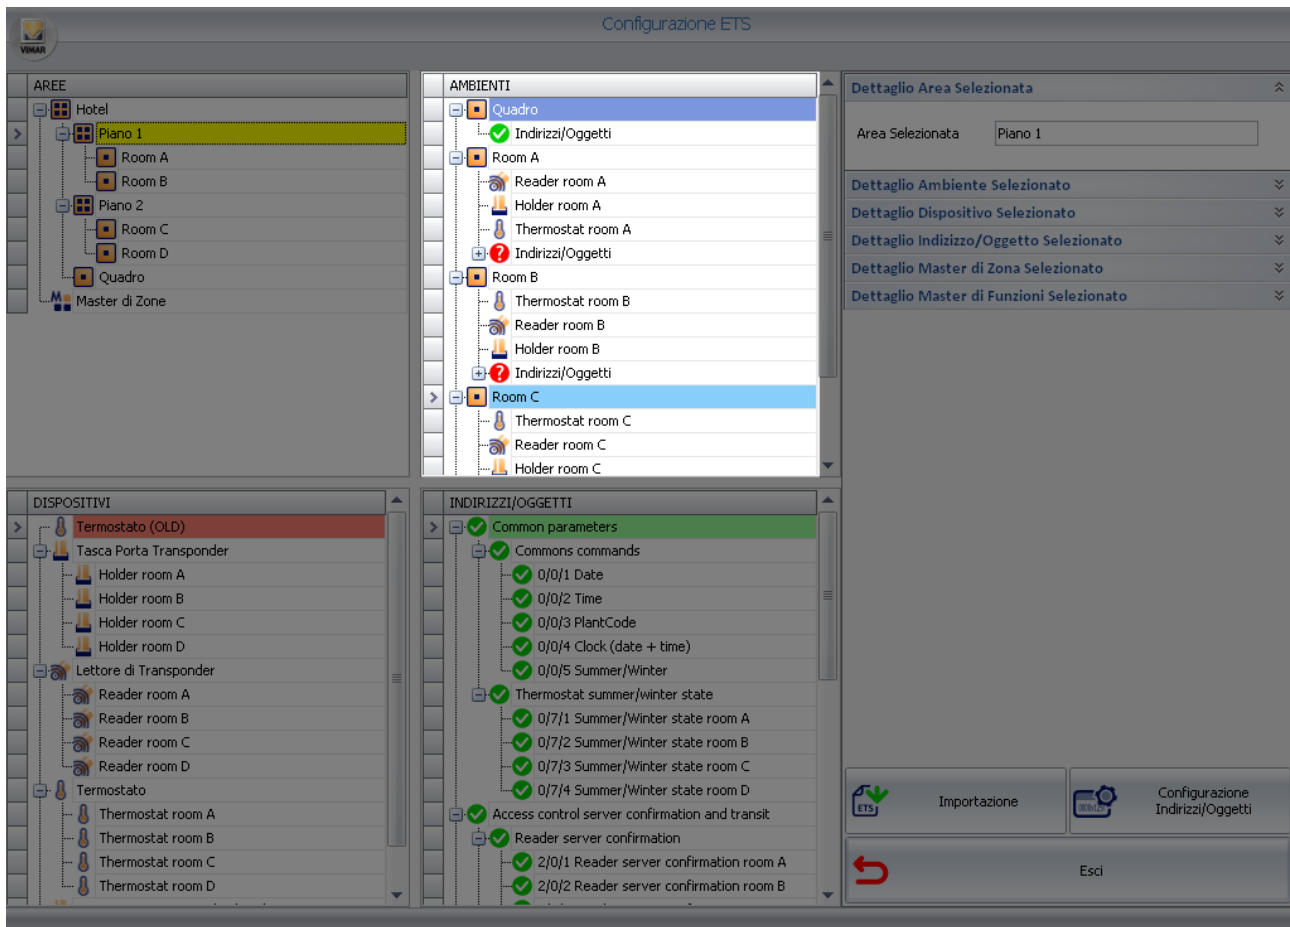 Configurazione ETS
VIMAR
AREE
Hotel
Piano 1
Room A
Room B
Piano 2
Room C
Room D
Quadro
Master di Zone
AMBIENTI
Quadro
Indirizzi/Oggetti
Room A
Reader room A
Holder room A
Thermostat room A
Indirizzi/Oggetti
Room B
Thermostat room B
Reader room B
Holder room B
Indirizzi/Oggetti
Room C
Thermostat room C
Reader room C
Holder room C
Dettaglio Area Selezionata
Area Selezionata Piano 1
Dettaglio Ambiente Selezionato
Dettaglio Dispositivo Selezionato
Dettaglio Indizizzo/Oggetto Selezionato
Dettaglio Master di Zona Selezionato
Dettaglio Master di Funzioni Selezionato
DISPOSITIVI
Termostato (OLD)
Tasca Porta Transponder
Holder room A
Holder room B
Holder room C
Holder room D
Lettore di Transponder
Reader room A
Reader room B
Reader room C
Reader room D
Termostato
Thermostat room A
Thermostat room B
Thermostat room C
Thermostat room D
INDIRIZZI/OGGETTI
Common parameters
Commons commands
0/0/1 Date
0/0/2 Time
0/0/3 PlantCode
0/0/4 Clock (date + time)
0/0/5 Summer/Winter
Thermostat summer/winter state
0/7/1 Summer/Winter state room A
0/7/2 Summer/Winter state room B
0/7/3 Summer/Winter state room C
0/7/4 Summer/Winter state room D
Access control server confirmation and transit
Reader server confirmation
2/0/1 Reader server confirmation room A
2/0/2 Reader server confirmation room B
ETS Importazione
Configurazione
Indirizzi/Oggetti
Esci